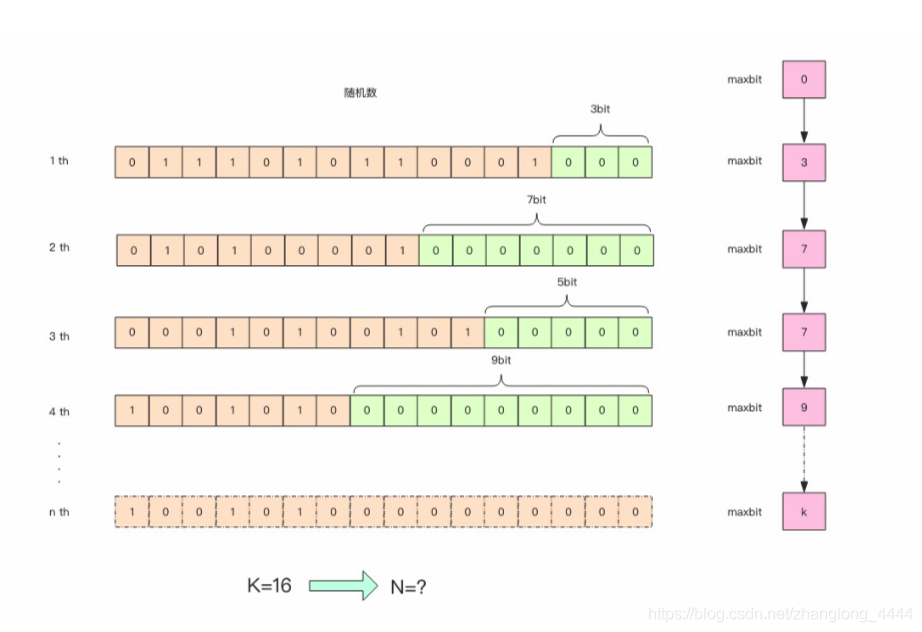 maxbit 0
随机数
3bit
1 th 0 1 1 1 0 1 0 1 1 0 0 0 1 0 0 0 maxbit 3
7bit
2 th 0 1 0 1 0 0 0 0 1 0 0 0 0 0 0 0 maxbit 7
5bit
3 th 0 0 0 1 0 1 0 0 1 0 1 0 0 0 0 0 maxbit 7
9bit
4 th 1 0 0 1 0 1 0 0 0 0 0 0 0 0 0 0 maxbit 9
n th 1 0 0 1 0 1 0 0 0 0 0 0 0 0 0 0 maxbit k
K=16 N=?
https://blog.csdn.net/zhanglong_4444